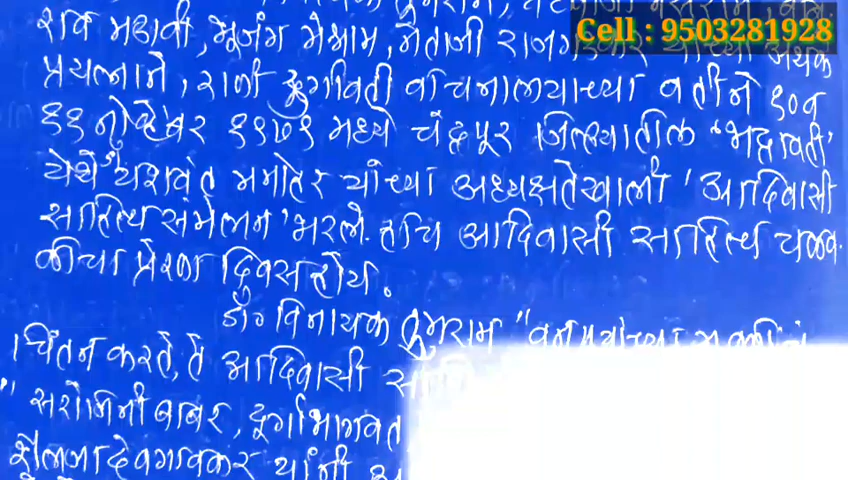 Cell : 9503281928
रवि मडावी, भुजंग मेश्राम, नेताजी राजगडकर यांच्या अथक
प्रयत्नाने, राणी दुर्गावती वाचनालयाच्या वतीने १० व
११ नोव्हेंबर १९७९ मध्ये चंद्रपूर जिल्ह्यातील 'भद्रावती'
येथे यशवंत मनोहर यांच्या अध्यक्षतेखाली 'आदिवासी
साहित्य संमेलन' भरले. हाच आदिवासी साहित्य चळव-
ळीचा प्रेरणा दिवस होय.
डॉ॰ विनायक तुमराम
चिंतन करते, ते आदिवासी
" सरोजिनी बाबर, दुर्गा भागवत
शैलजा देवगावकर यांनी